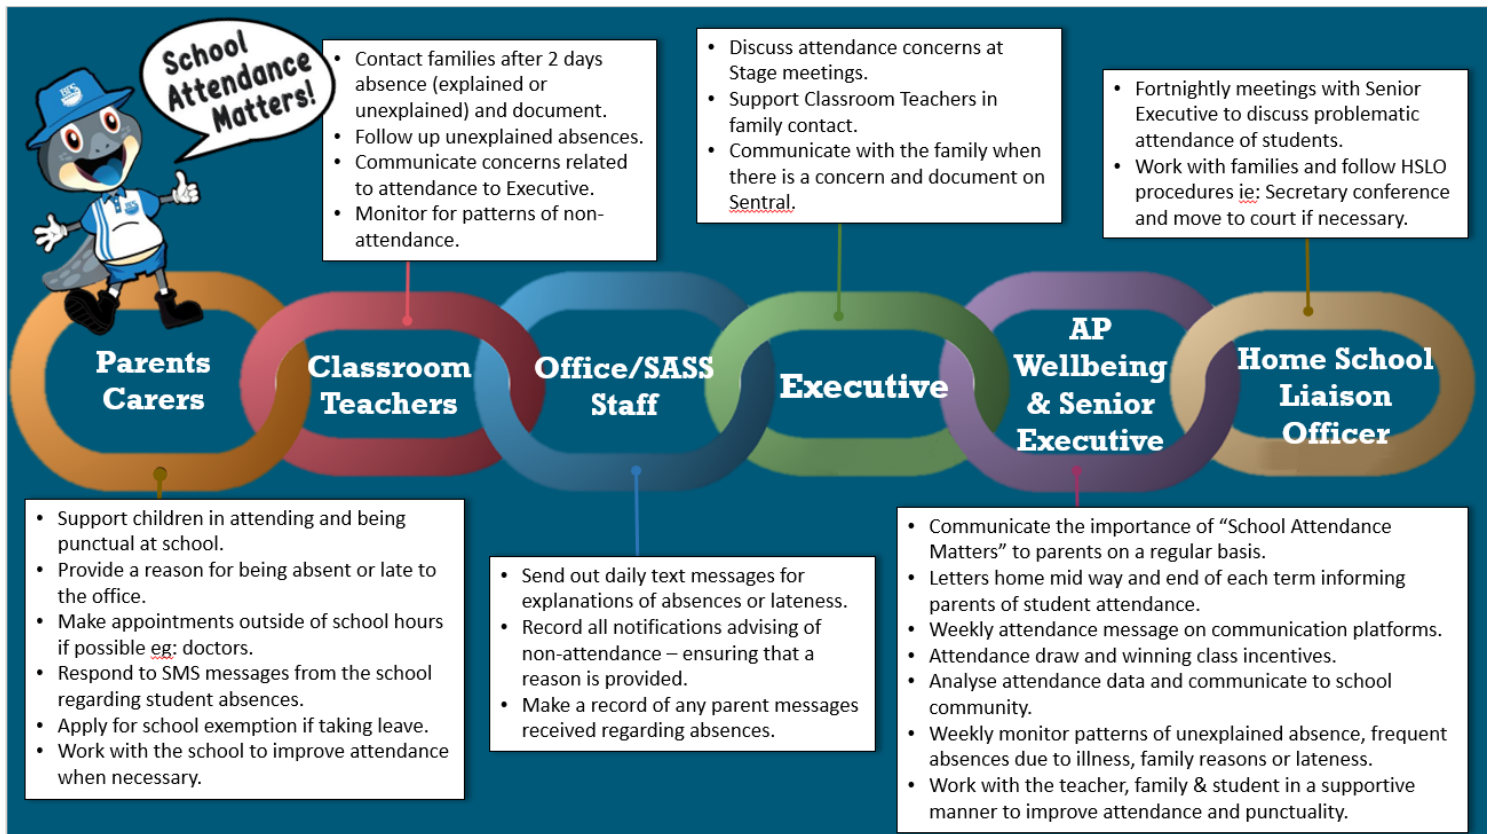 School
Attendance
Matters!
BPS
BPS
• Contact families after 2 days
absence (explained or
unexplained) and document.
• Follow up unexplained absences.
• Communicate concerns related
to attendance to Executive.
• Monitor for patterns of non-
attendance.
• Discuss attendance concerns at
Stage meetings.
• Support Classroom Teachers in
family contact.
• Communicate with the family when
there is a concern and document on
Sentral.
• Fortnightly meetings with Senior
Executive to discuss problematic
attendance of students.
• Work with families and follow HSLO
procedures ie: Secretary conference
and move to court if necessary.
Parents
Carers
Classroom
Teachers
Office/SASS
Staff
Executive
AP
Wellbeing
& Senior
Executive
Home School
Liaison
Officer
• Support children in attending and being
punctual at school.
• Provide a reason for being absent or late to
the office.
• Make appointments outside of school hours
if possible eg: doctors.
• Respond to SMS messages from the school
regarding student absences.
• Apply for school exemption if taking leave.
• Work with the school to improve attendance
when necessary.
• Send out daily text messages for
explanations of absences or lateness.
• Record all notifications advising of
non-attendance – ensuring that a
reason is provided.
• Make a record of any parent messages
received regarding absences.
• Communicate the importance of “School Attendance
Matters” to parents on a regular basis.
• Letters home mid way and end of each term informing
parents of student attendance.
• Weekly attendance message on communication platforms.
• Attendance draw and winning class incentives.
• Analyse attendance data and communicate to school
community.
• Weekly monitor patterns of unexplained absence, frequent
absences due to illness, family reasons or lateness.
• Work with the teacher, family & student in a supportive
manner to improve attendance and punctuality.